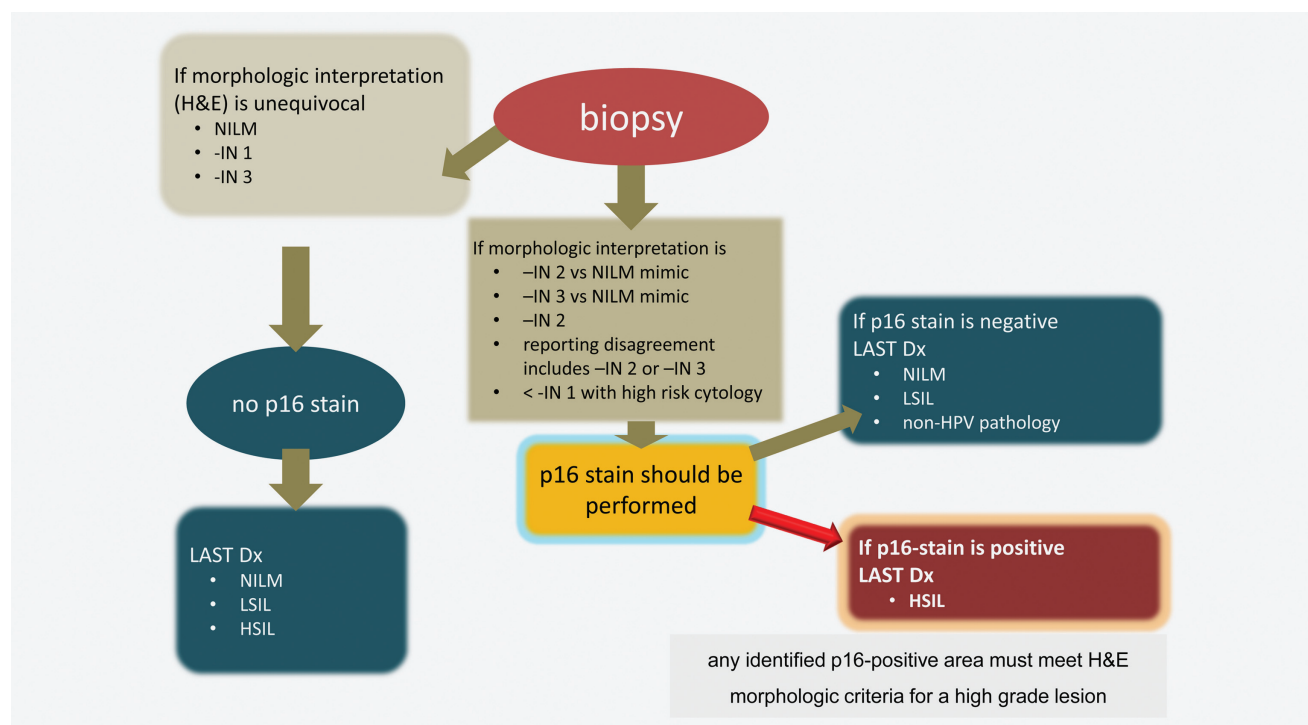 If morphologic interpretation
(H&E) is unequivocal
• NILM
• -IN 1
• -IN 3
biopsy
If morphologic interpretation is
• –IN 2 vs NILM mimic
• –IN 3 vs NILM mimic
• –IN 2
• reporting disagreement
includes –IN 2 or –IN 3
• < -IN 1 with high risk cytology
no p16 stain
LAST Dx
• NILM
• LSIL
• HSIL
p16 stain should be
performed
If p16 stain is negative
LAST Dx
• NILM
• LSIL
• non-HPV pathology
If p16-stain is positive
LAST Dx
• HSIL
any identified p16-positive area must meet H&E
morphologic criteria for a high grade lesion